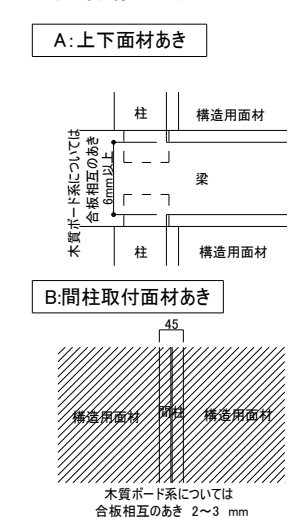 A:上下面材あき
柱
構造用面材
木質ボード系については
合板相互のあき
6mm以上
梁
柱
構造用面材
B:間柱取付面材あき
45
構造用面材
間柱
構造用面材
木質ボード系については
合板相互のあき 2〜3 mm